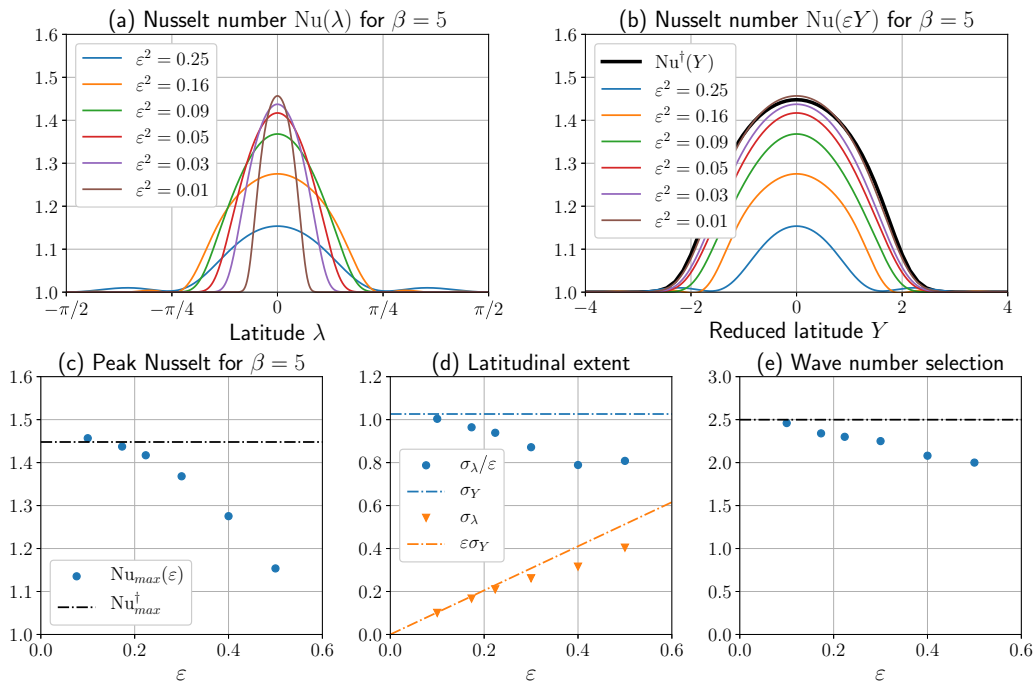 (a) Nusselt number Nu(λ) for β = 5
1.6
1.5
1.4
1.3
1.2
1.1
1.0
ε² = 0.25
ε² = 0.16
ε² = 0.09
ε² = 0.05
ε² = 0.03
ε² = 0.01
−π/2
−π/4
0
π/4
π/2
Latitude λ
(b) Nusselt number Nu(εY) for β = 5
1.6
1.5
1.4
1.3
1.2
1.1
1.0
Nu†(Y)
ε² = 0.25
ε² = 0.16
ε² = 0.09
ε² = 0.05
ε² = 0.03
ε² = 0.01
−4
−2
0
2
4
Reduced latitude Y
(c) Peak Nusselt for β = 5
1.6
1.5
1.4
1.3
1.2
1.1
1.0
Nu_max(ε)
Nu†_max
0.0
0.2
0.4
0.6
ε
(d) Latitudinal extent
1.2
1.0
0.8
0.6
0.4
0.2
0.0
σ_λ/ε
σ_Y
σ_λ
εσ_Y
0.0
0.2
0.4
0.6
ε
(e) Wave number selection
3.0
2.5
2.0
1.5
1.0
0.5
0.0
0.0
0.2
0.4
0.6
ε